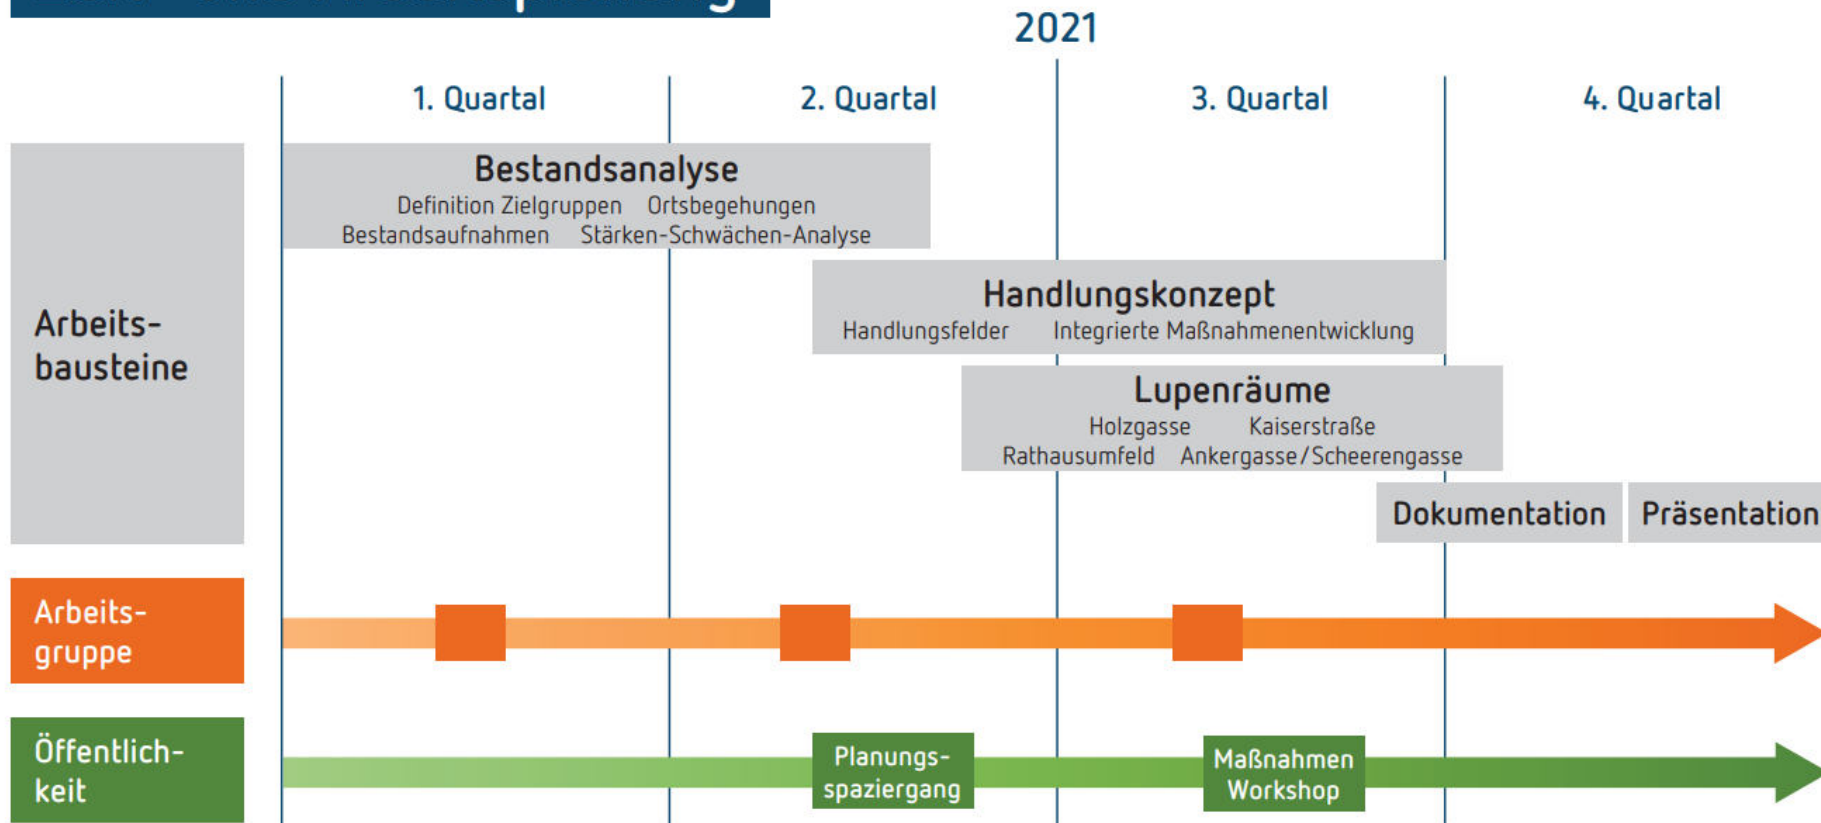 2021
1. Quartal
2. Quartal
3. Quartal
4. Quartal
Arbeits-
bausteine
Bestandsanalyse
Definition Zielgruppen Ortsbegehungen
Bestandsaufnahmen Stärken-Schwächen-Analyse
Handlungskonzept
Handlungsfelder Integrierte Maßnahmenentwicklung
Lupenräume
Holzgasse Kaiserstraße
Rathausumfeld Ankergasse/Scheerengasse
Dokumentation
Präsentation
Arbeits-
gruppe
Öffentlich-
keit
Planungs-
spaziergang
Maßnahmen
Workshop